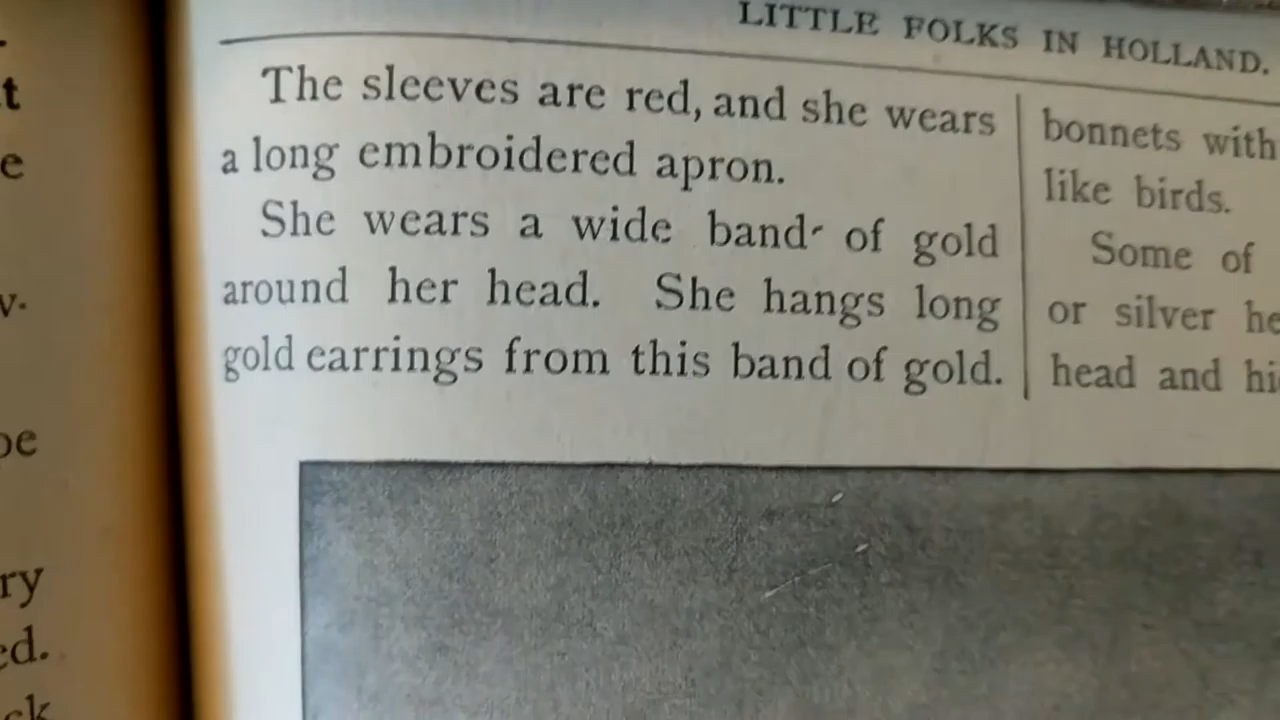 LITTLE FOLKS IN HOLLAND.
The sleeves are red, and she wears
a long embroidered apron.
She wears a wide band of gold
around her head. She hangs long
gold earrings from this band of gold.
bonnets with
like birds.
Some of
or silver
head and